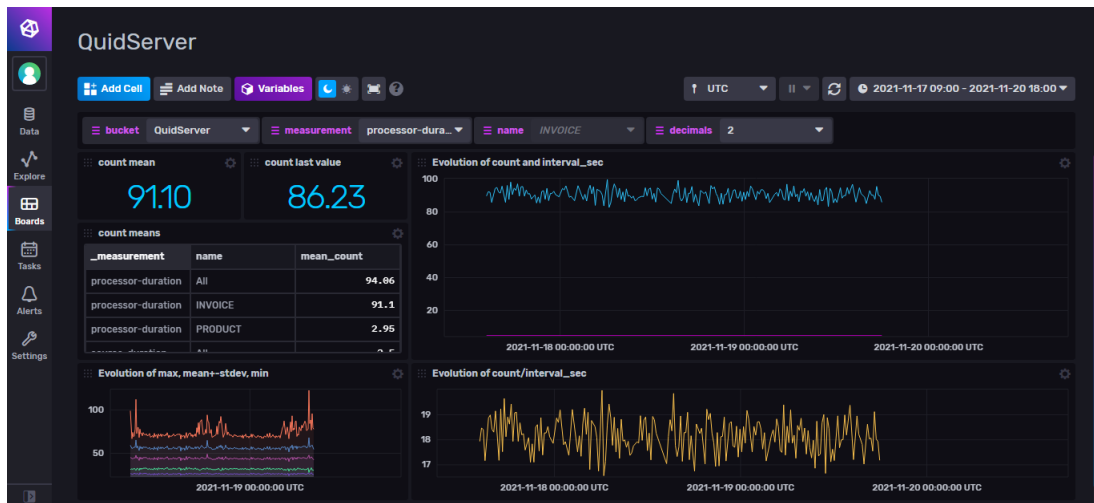 QuidServer
Add Cell Add Note Variables UTC 2021-11-17 09:00 - 2021-11-20 18:00
Data
bucket QuidServer measurement processor-dura... name INVOICE decimals 2
Explore
count mean count last value Evolution of count and interval_sec
91.10 86.23
100
80
60
40
20
2021-11-18 00:00:00 UTC 2021-11-19 00:00:00 UTC 2021-11-20 00:00:00 UTC
Boards
Tasks
Alerts
Settings
count means
_measurement name mean_count
processor-duration All 94.06
processor-duration INVOICE 91.1
processor-duration PRODUCT 2.95
Evolution of max, mean+-stdev, min
100
50
2021-11-19 00:00:00 UTC
Evolution of count/interval_sec
19
18
17
2021-11-18 00:00:00 UTC 2021-11-19 00:00:00 UTC 2021-11-20 00:00:00 UTC